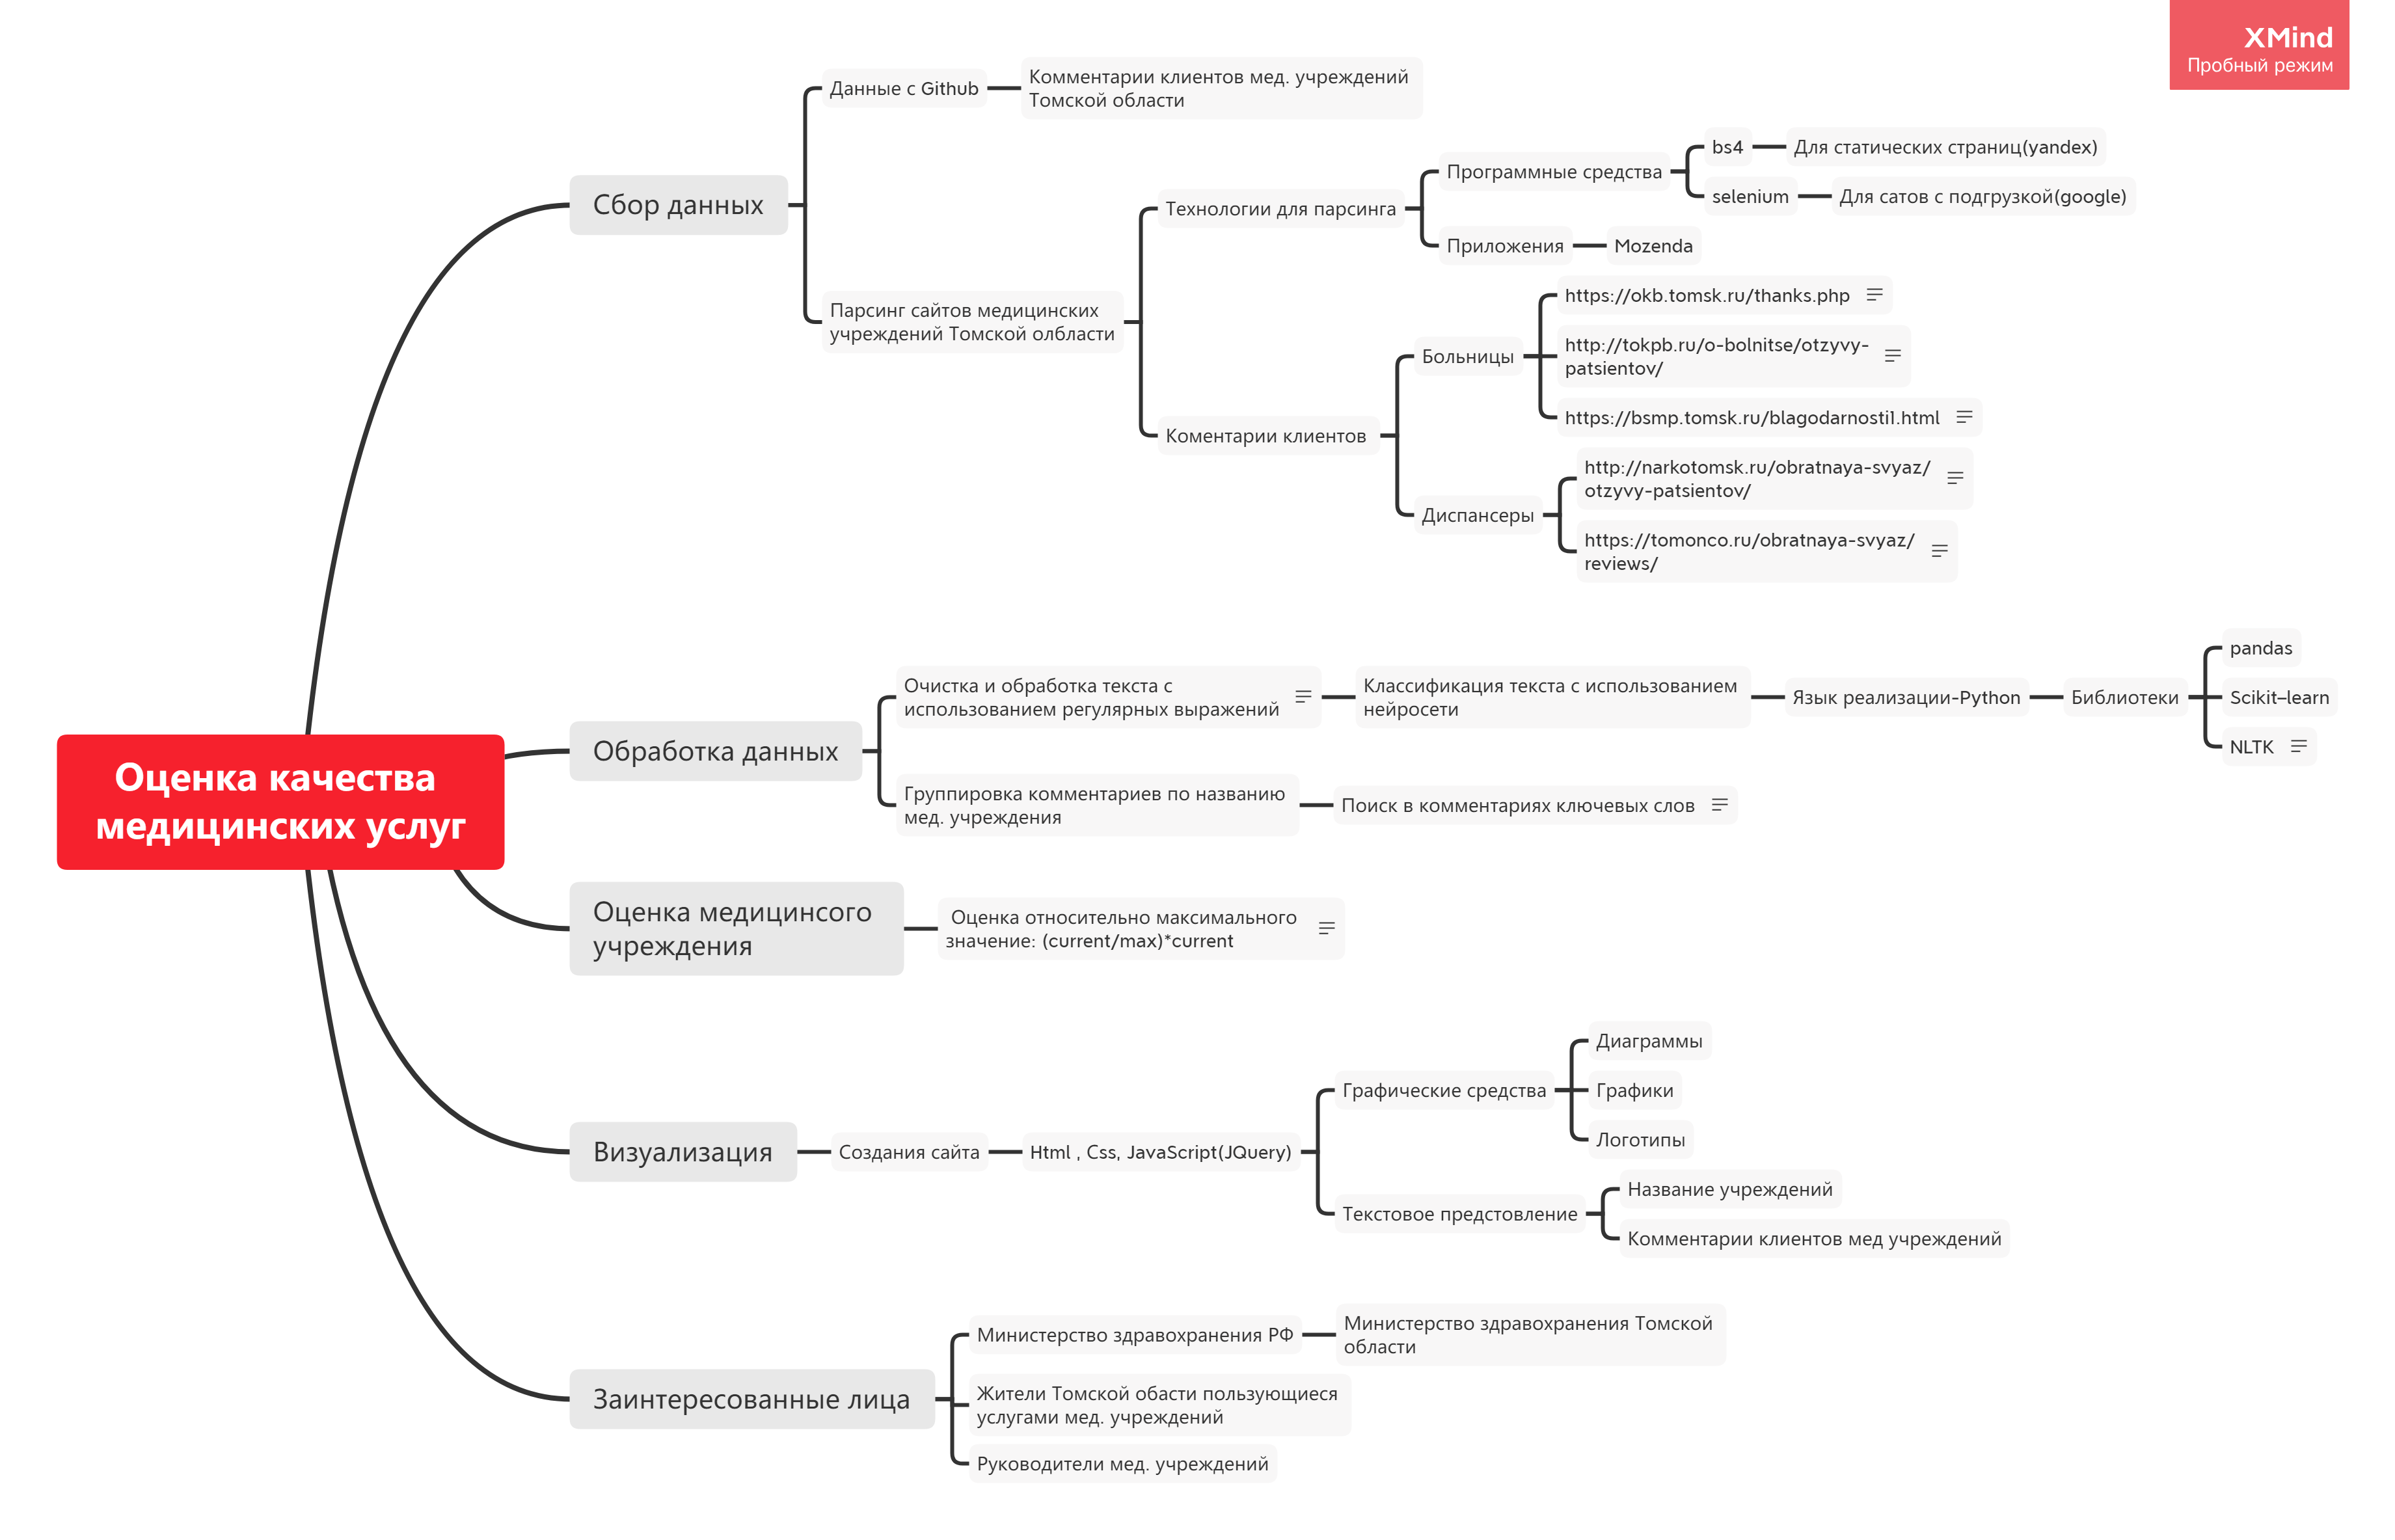 XMind
Пробный режим
Оценка качества
медицинских услуг
Сбор данных
Данные с Github
Комментарии клиентов мед. учреждений
Томской области
Парсинг сайтов медицинских
учреждений Томской олбласти
Технологии для парсинга
Программные средства
bs4
Для статических страниц(yandex)
selenium
Для сатов с подгрузкой(google)
Приложения
Mozenda
Коментарии клиентов
Больницы
https://okb.tomsk.ru/thanks.php
http://tokpb.ru/o-bolnitse/otzyvy-
patsientov/
https://bsmp.tomsk.ru/blagodarnosti1.html
Диспансеры
http://narkotomsk.ru/obratnaya-svyaz/
otzyvy-patsientov/
https://tomonco.ru/obratnaya-svyaz/
reviews/
Обработка данных
Очистка и обработка текста с
использованием регулярных выражений
Классификация текста с использованием
нейросети
Язык реализации-Python
Библиотеки
pandas
Scikit–learn
NLTK
Группировка комментариев по названию
мед. учреждения
Поиск в комментариях ключевых слов
Оценка медицинсого
учреждения
Оценка относительно максимального
значение: (current/max)*current
Визуализация
Создания сайта
Html , Css, JavaScript(JQuery)
Графические средства
Диаграммы
Графики
Логотипы
Текстовое предстовление
Название учреждений
Комментарии клиентов мед учреждений
Заинтересованные лица
Министерство здравохранения РФ
Министерство здравохранения Томской
области
Жители Томской обасти пользующиеся
услугами мед. учреждений
Руководители мед. учреждений